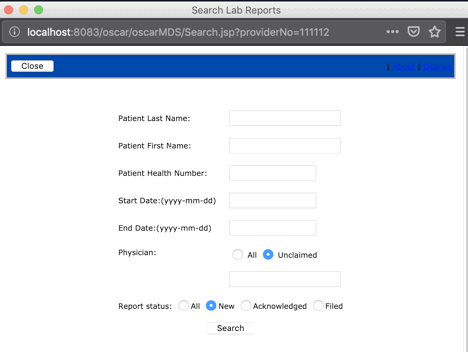 Search Lab Reports
localhost:8083/oscar/oscarMDS/Search.jsp?providerNo=111112
Close
| About |
Patient Last Name:
Patient First Name:
Patient Health Number:
Start Date:(yyyy-mm-dd)
End Date:(yyyy-mm-dd)
Physician: All Unclaimed
Report status: All New Acknowledged Filed
Search